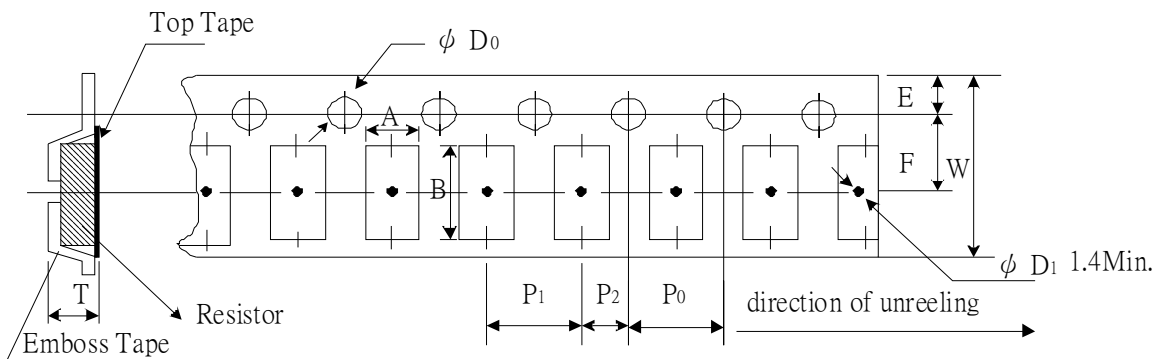 Top Tape
ϕ D0
E
A
F
W
B
ϕ D1 1.4Min.
T
P1
P2
P0
direction of unreeling
Resistor
Emboss Tape